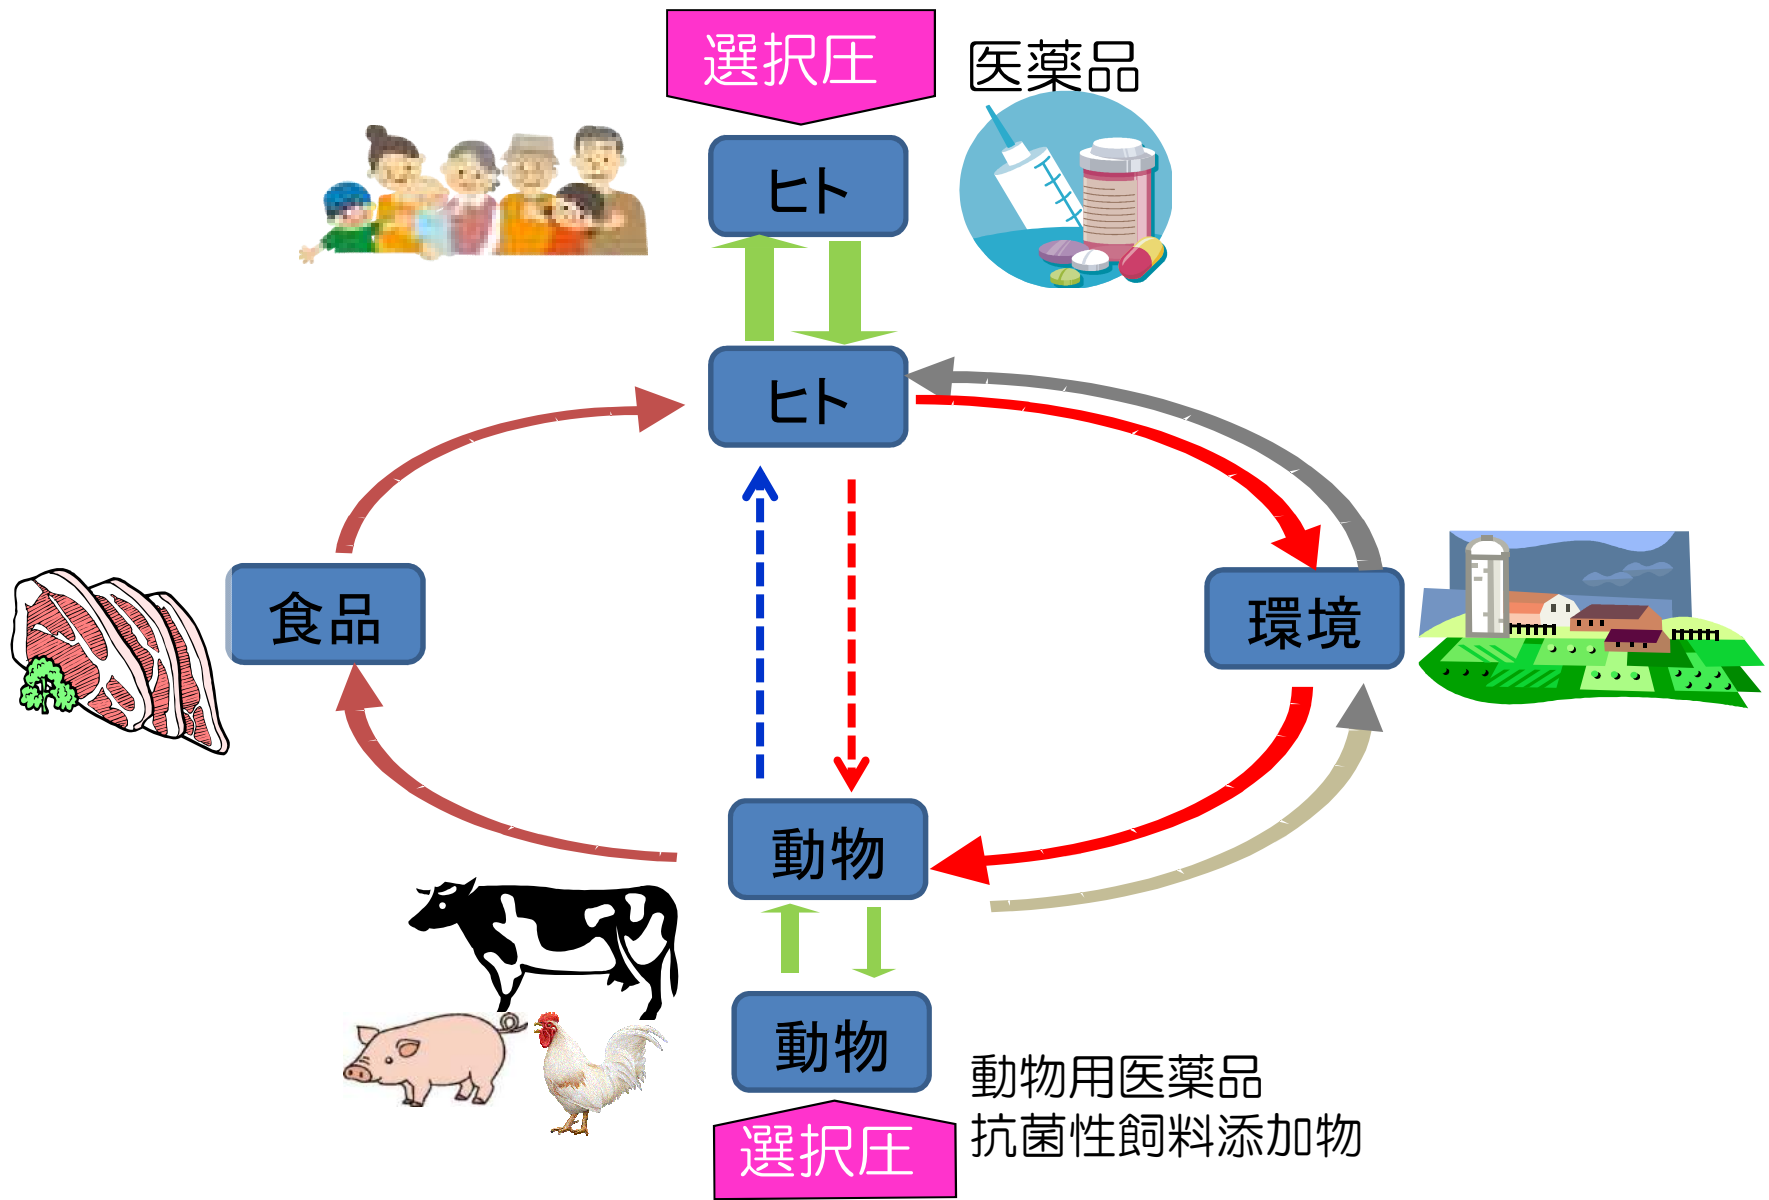 選択圧
医薬品
ヒト
ヒト
食品
環境
動物
動物
動物用医薬品
抗菌性飼料添加物
選択圧